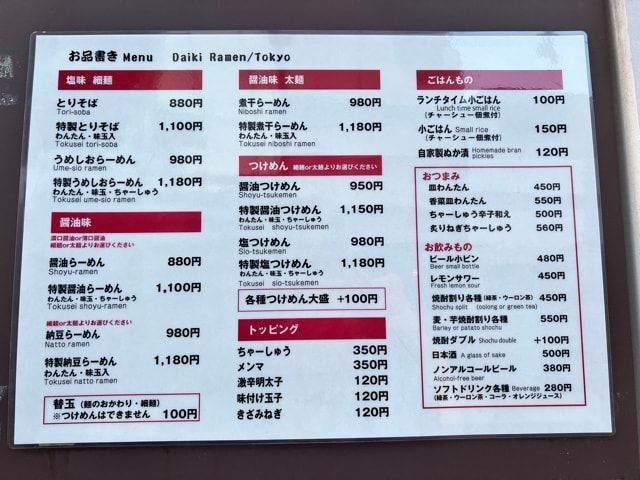 お品書き Menu Daiki Ramen/Tokyo
塩味 細麺
とりそば 880円
Tori-soba
特製とりそば 1,100円
わんたん・味玉入
Tokusei tori-soba
うめしおらーめん 980円
Ume-sio ramen
特製うめしおらーめん 1,180円
わんたん・味玉・ちゃーしゅう
Tokusei ume-sio ramen
醤油味
濃口醤油or薄口醤油
細麺or太麺よりお選びください
醤油らーめん 880円
Shoyu-ramen
特製醤油らーめん 1,100円
わんたん・味玉入
Tokusei shoyu-ramen
細麺or太麺よりお選びください
納豆らーめん 980円
Natto ramen
特製納豆らーめん 1,180円
わんたん・味玉入
Tokusei natto ramen
替玉(麺のおかわり・細麺)
※つけめんはできません 100円
醤油味 太麺
煮干らーめん 980円
Niboshi ramen
特製煮干らーめん 1,180円
わんたん・味玉入
Tokusei niboshi ramen
つけめん 細麺or太麺よりお選びください
醤油つけめん 950円
Shoyu-tsukemen
特製醤油つけめん 1,150円
わんたん・味玉・ちゃーしゅう
Tokusei shoyu-tsukemen
塩つけめん 980円
Sio-tsukemen
特製塩つけめん 1,180円
わんたん・味玉・ちゃーしゅう
Tokusei sio-tsukemen
各種つけめん大盛 +100円
トッピング
ちゃーしゅう 350円
メンマ 350円
激辛明太子 120円
味付け玉子 120円
きざみねぎ 120円
ごはんもの
ランチタイム小ごはん 100円
Lunch time small rice
(チャーシュー佃煮付)
小ごはん Small rice 150円
(チャーシュー佃煮付)
自家製ぬか漬 Homemade bran pickles 120円
おつまみ
皿わんたん 450円
香菜皿わんたん 550円
ちゃーしゅう辛子和え 500円
炙りねぎちゃーしゅう 560円
お飲みもの
ビール小ビン 480円
Beer small bottle
レモンサワー 450円
Fresh lemon sour
焼酎割り各種(緑茶・ウーロン茶) 450円
Shochu split (oolong or green tea)
麦・芋焼酎割り各種 550円
Barley or patato shochu
焼酎ダブル Shochu double +100円
日本酒 A glass of sake 500円
ノンアルコールビール 380円
Alcohol-free beer
ソフトドリンク各種 Beverage 280円
(緑茶・ウーロン茶・コーラ・オレンジジュース)